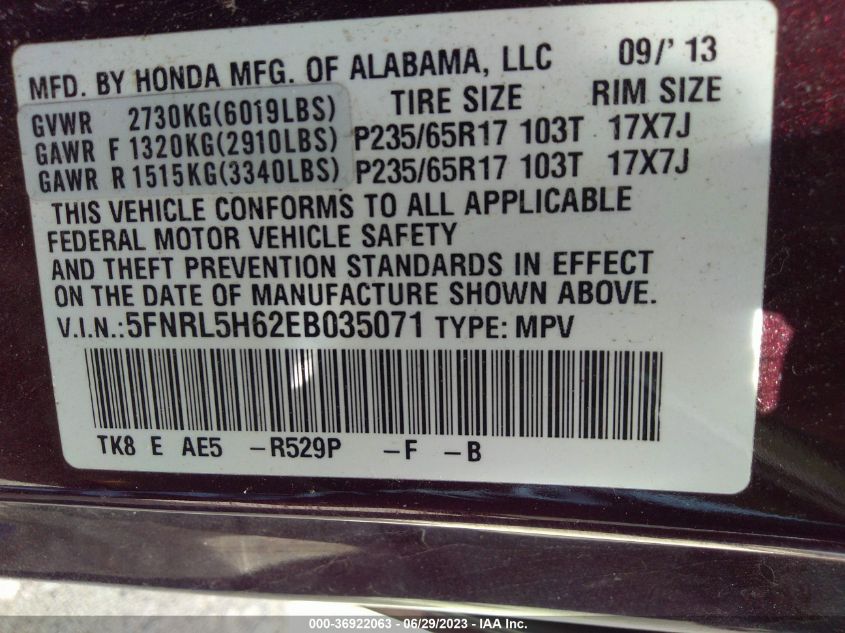 MFD. BY HONDA MFG. OF ALABAMA, LLC 09/'13
GVWR 2730KG(6019LBS) TIRE SIZE RIM SIZE
GAWR F 1320KG(2910LBS) P235/65R17 103T 17X7J
GAWR R 1515KG(3340LBS) P235/65R17 103T 17X7J
THIS VEHICLE CONFORMS TO ALL APPLICABLE
FEDERAL MOTOR VEHICLE SAFETY
AND THEFT PREVENTION STANDARDS IN EFFECT
ON THE DATE OF MANUFACTURE SHOWN ABOVE.
V.I.N.:5FNRL5H62EB035071 TYPE: MPV
TK8 E AE5 -R529P -F -B
000-36922063 - 06/29/2023 - IAA Inc.